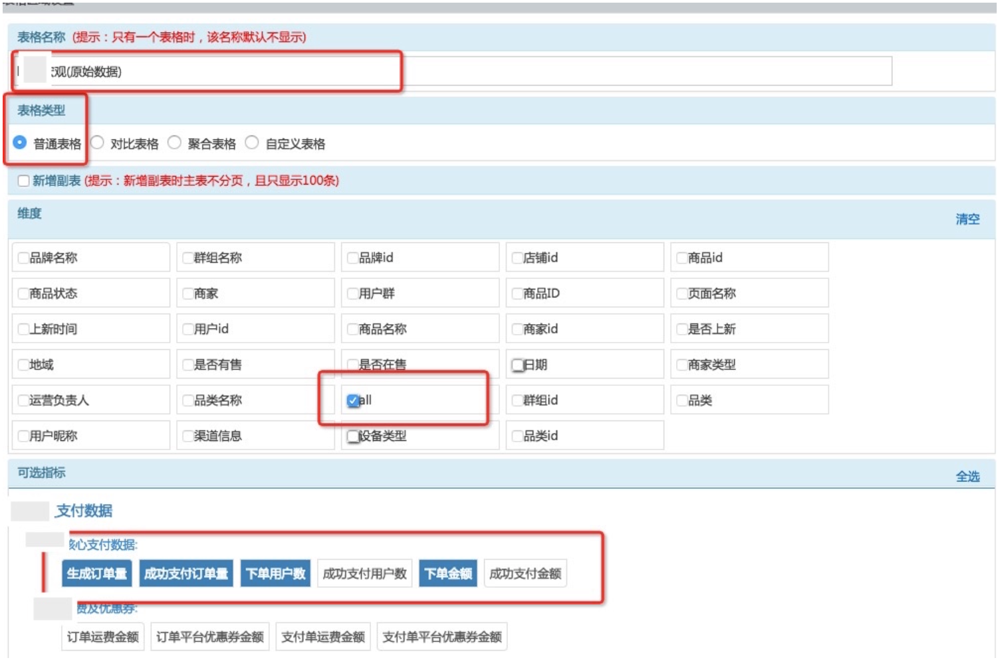 表格名称 (提示：只有一个表格时，该名称默认不显示)
观(原始数据)
表格类型
普通表格 对比表格 聚合表格 自定义表格
新增副表 (提示：新增副表时主表不分页，且只显示100条)
维度
清空
品牌名称 群组名称 品牌id 店铺id 商品id
商品状态 商家 用户群 商品ID 页面名称
上新时间 用户id 商品名称 商家id 是否上新
地域 是否有售 是否在售 日期 商家类型
运营负责人 品类名称 all 群组id 品类
用户昵称 渠道信息 设备类型 品类id
可选指标
全选
支付数据
核心支付数据:
生成订单量 成功支付订单量 下单用户数 成功支付用户数 下单金额 成功支付金额
费及优惠券:
订单运费金额 订单平台优惠券金额 支付单运费金额 支付单平台优惠券金额